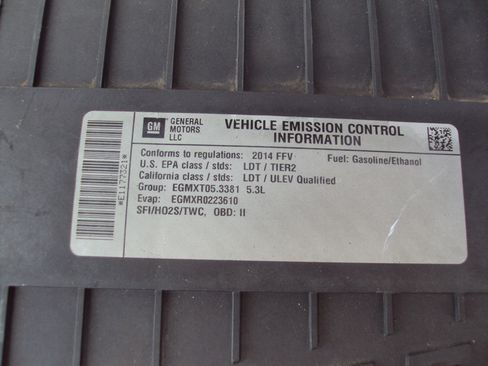 GM
GENERAL
MOTORS
LLC
VEHICLE EMISSION CONTROL
INFORMATION
Conforms to regulations: 2014 FFV
Fuel: Gasoline/Ethanol
U.S. EPA class / stds: LDT / TIER2
California class / stds: LDT / ULEV Qualified
Group: EGMXT05.3381 5.3L
Evap: EGMXR0223610
SFI/HO2S/TWC, OBD: II
*E1177321*